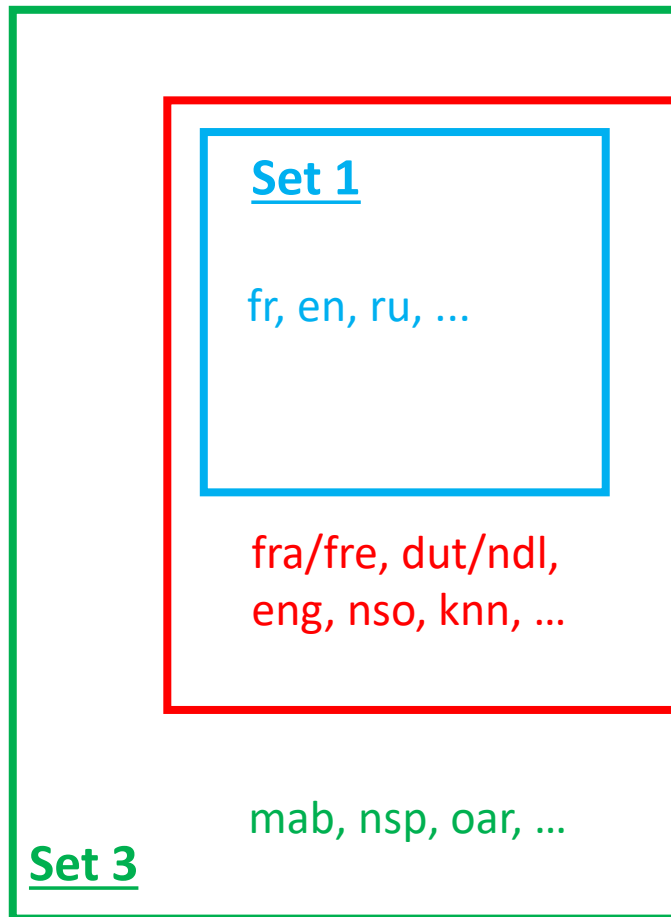 Set 1
fr, en, ru, ...
fra/fre, dut/ndl,
eng, nso, knn, ...
mab, nsp, oar, ...
Set 3